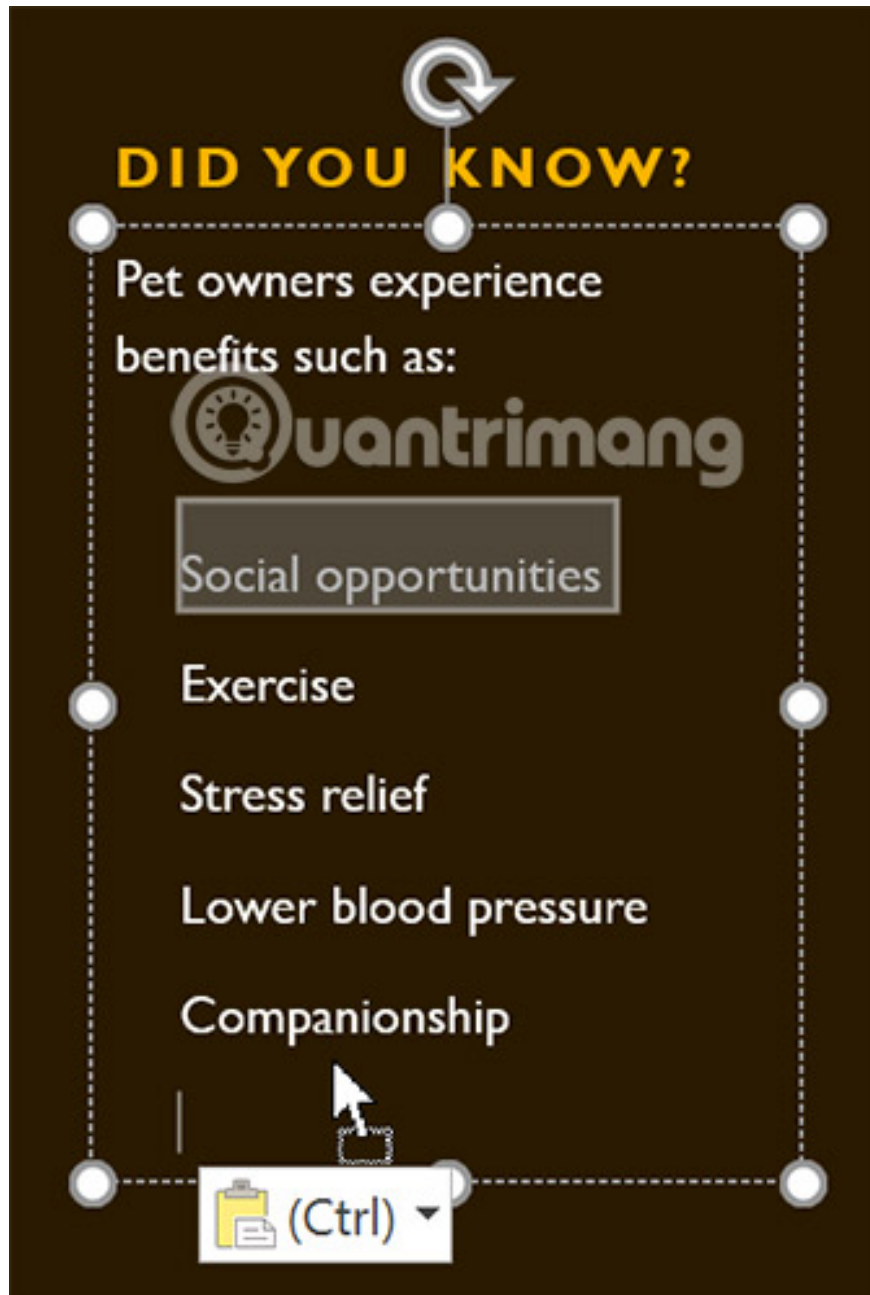 DID YOU KNOW?
Pet owners experience
benefits such as:
Quantrimang
Social opportunities
Exercise
Stress relief
Lower blood pressure
Companionship
(Ctrl)